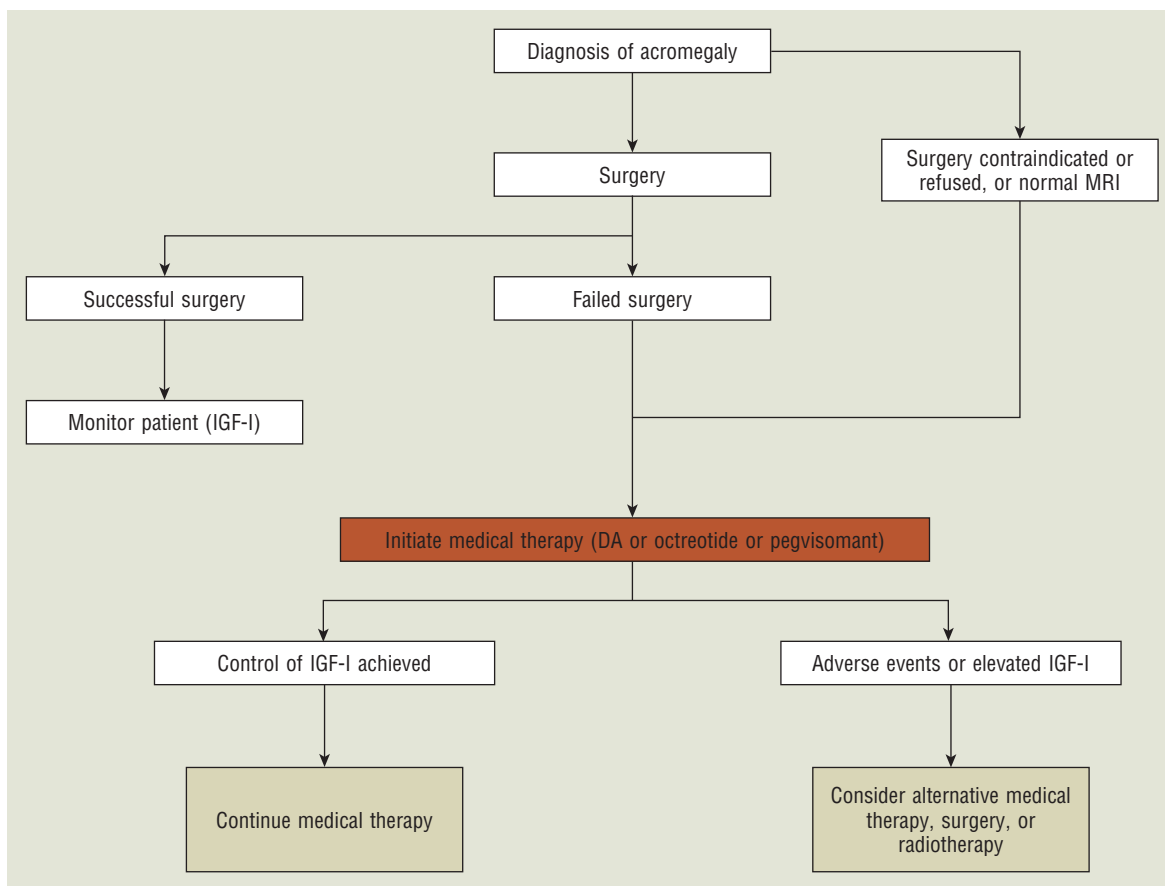 Diagnosis of acromegaly
Surgery
Surgery contraindicated or
refused, or normal MRI
Successful surgery
Failed surgery
Monitor patient (IGF-I)
Initiate medical therapy (DA or octreotide or pegvisomant)
Control of IGF-I achieved
Adverse events or elevated IGF-I
Continue medical therapy
Consider alternative medical
therapy, surgery, or
radiotherapy